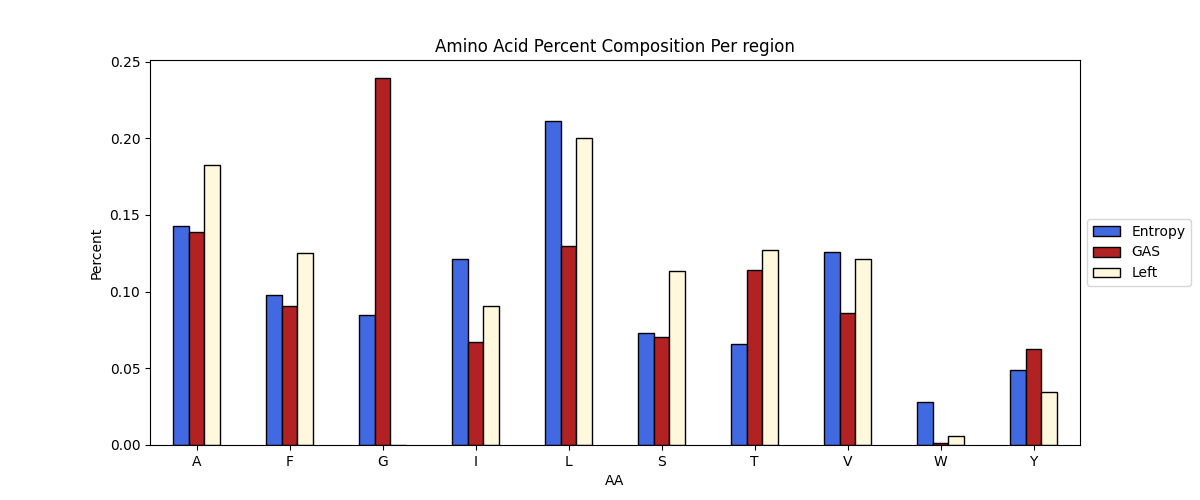 Amino Acid Percent Composition Per region
0.25
0.20
0.15
0.10
0.05
0.00
Percent
A F G I L S T V W Y
AA
Entropy
GAS
Left